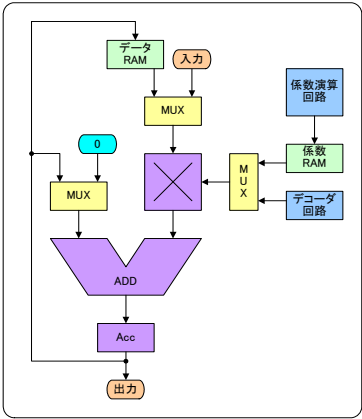 データ
RAM
入力
係数演算
回路
MUX
0
係数
RAM
M
U
X
MUX
デコーダ
回路
ADD
Acc
出力